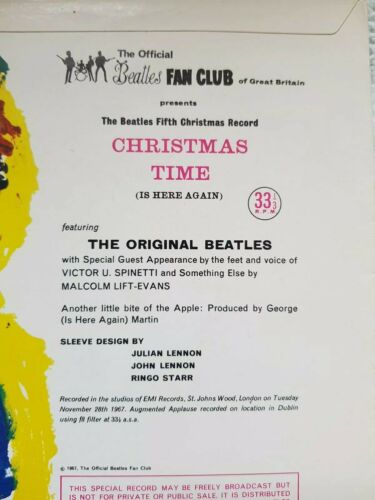 The Official
Beatles FAN CLUB of Great Britain
presents
The Beatles Fifth Christmas Record
CHRISTMAS
TIME
(IS HERE AGAIN)
33 1/3
R.P.M
featuring
THE ORIGINAL BEATLES
with Special Guest Appearance by the feet and voice of
VICTOR U. SPINETTI and Something Else by
MALCOLM LIFT-EVANS
Another little bite of the Apple: Produced by George
(Is Here Again) Martin
SLEEVE DESIGN BY
JULIAN LENNON
JOHN LENNON
RINGO STARR
Recorded in the studios of EMI Records, St. Johns Wood, London on Tuesday
November 28th 1967. Augmented Applause recorded on location in Dublin
using f8 filter at 33⅓ a.s.a.
© 1967, The Official Beatles Fan Club
THIS SPECIAL RECORD MAY BE FREELY BROADCAST BUT
IS NOT FOR PRIVATE OR PUBLIC SALE. IT IS DISTRIBUTED